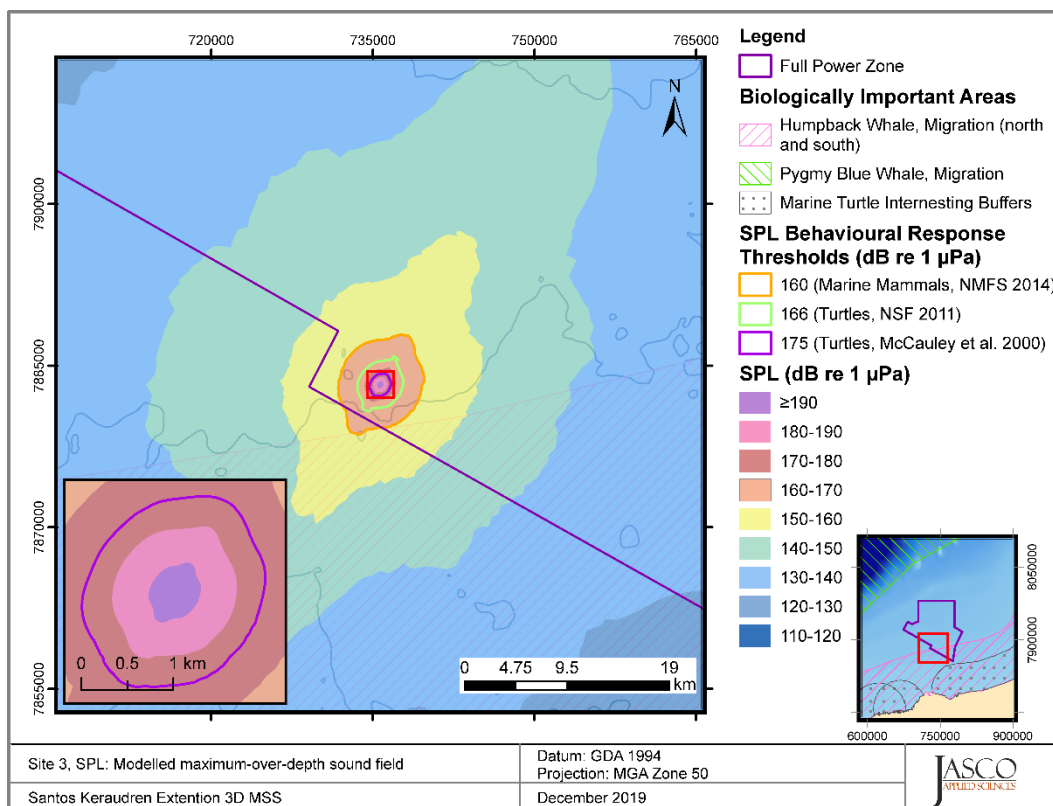 720000
735000
750000
765000
7900000
7885000
7870000
7855000
N
0 0.5 1 km
0 4.75 9.5 19
km
Legend
Full Power Zone
Biologically Important Areas
Humpback Whale, Migration (north
and south)
Pygmy Blue Whale, Migration
Marine Turtle Internesting Buffers
SPL Behavioural Response
Thresholds (dB re 1 µPa)
160 (Marine Mammals, NMFS 2014)
166 (Turtles, NSF 2011)
175 (Turtles, McCauley et al. 2000)
SPL (dB re 1 µPa)
≥190
180-190
170-180
160-170
150-160
140-150
130-140
120-130
110-120
8050000
7900000
600000 750000 900000
Site 3, SPL: Modelled maximum-over-depth sound field
Datum: GDA 1994
Projection: MGA Zone 50
Santos Keraudren Extention 3D MSS
December 2019
JASCO
APPLIED SCIENCES